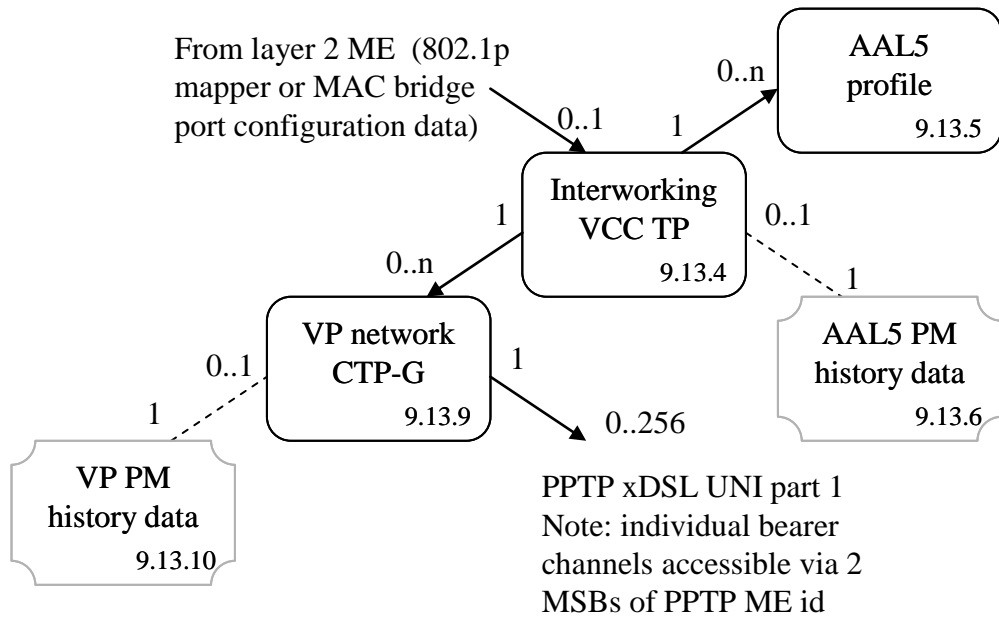 From layer 2 ME (802.1p
mapper or MAC bridge
port configuration data)
0..1
1
0..n
AAL5
profile
9.13.5
Interworking
VCC TP
9.13.4
1
0..n
0..1
1
VP network
CTP-G
9.13.9
AAL5 PM
history data
9.13.6
0..1
1
1
0..256
VP PM
history data
9.13.10
PPTP xDSL UNI part 1
Note: individual bearer
channels accessible via 2
MSBs of PPTP ME id